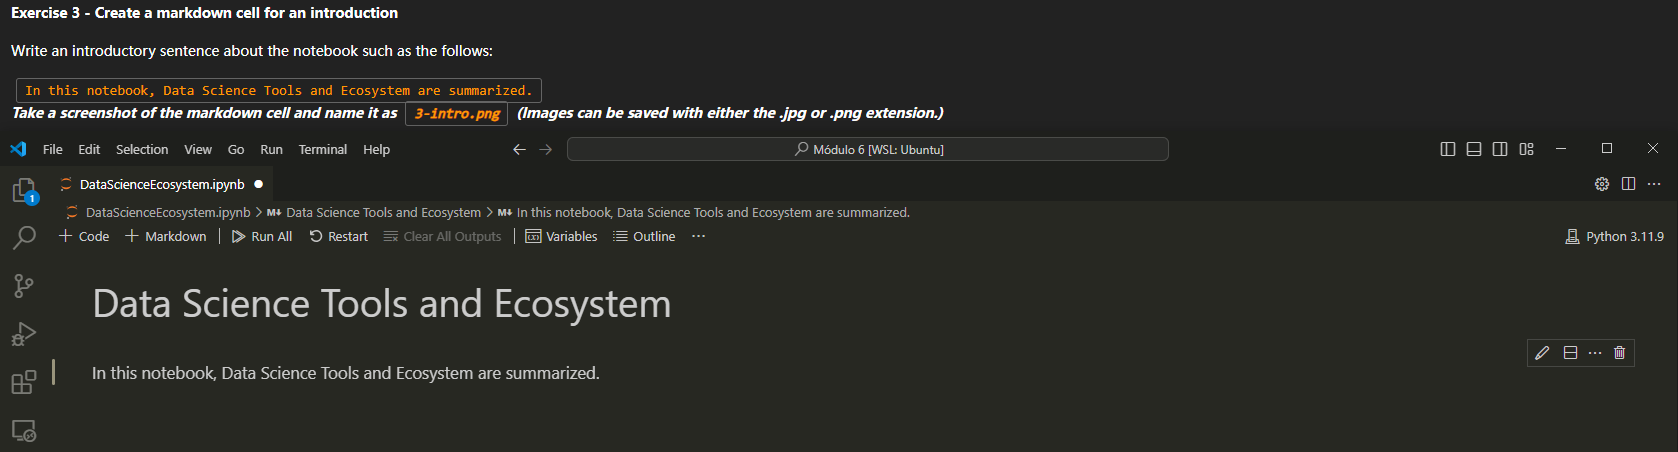 Exercise 3 - Create a markdown cell for an introduction
Write an introductory sentence about the notebook such as the follows:
In this notebook, Data Science Tools and Ecosystem are summarized.
Take a screenshot of the markdown cell and name it as 3-intro.png (Images can be saved with either the .jpg or .png extension.)
File Edit Selection View Go Run Terminal Help Módulo 6 [WSL: Ubuntu]
1 DataScienceEcosystem.ipynb
DataScienceEcosystem.ipynb > M↓ Data Science Tools and Ecosystem > M↓ In this notebook, Data Science Tools and Ecosystem are summarized.
+ Code + Markdown | Run All Restart Clear All Outputs | Variables Outline ··· Python 3.11.9
Data Science Tools and Ecosystem
In this notebook, Data Science Tools and Ecosystem are summarized.